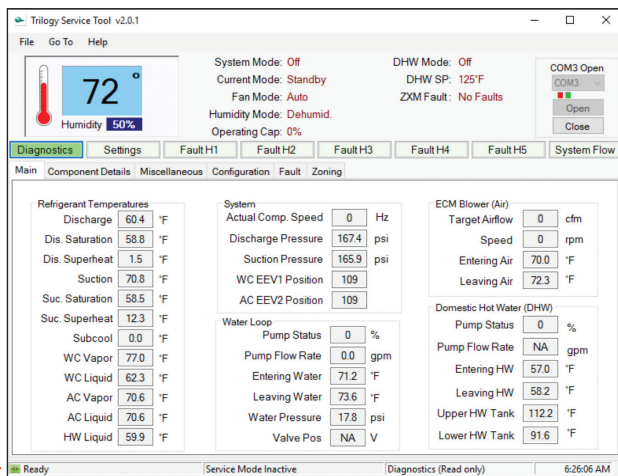 Trilogy Service Tool v2.0.1
File Go To Help
72°
Humidity 50%
System Mode: Off
Current Mode: Standby
Fan Mode: Auto
Humidity Mode: Dehumid.
Operating Cap: 0%
DHW Mode: Off
DHW SP: 125°F
ZXM Fault: No Faults
COM3 Open
COM3
Open
Close
Diagnostics Settings Fault H1 Fault H2 Fault H3 Fault H4 Fault H5 System Flow
Main Component Details Miscellaneous Configuration Fault Zoning
Refrigerant Temperatures
Discharge 60.4 °F
Dis. Saturation 58.8 °F
Dis. Superheat 1.5 °F
Suction 70.8 °F
Suc. Saturation 58.5 °F
Suc. Superheat 12.3 °F
Subcool 0.0 °F
WC Vapor 77.0 °F
WC Liquid 62.3 °F
AC Vapor 70.6 °F
AC Liquid 70.6 °F
HW Liquid 59.9 °F
System
Actual Comp. Speed 0 Hz
Discharge Pressure 167.4 psi
Suction Pressure 165.9 psi
WC EEV1 Position 109
AC EEV2 Position 109
Water Loop
Pump Status 0 %
Pump Flow Rate 0.0 gpm
Entering Water 71.2 °F
Leaving Water 73.6 °F
Water Pressure 17.8 psi
Valve Pos NA V
ECM Blower (Air)
Target Airflow 0 cfm
Speed 0 rpm
Entering Air 70.0 °F
Leaving Air 72.3 °F
Domestic Hot Water (DHW)
Pump Status 0 %
Pump Flow Rate NA gpm
Entering HW 57.0 °F
Leaving HW 58.2 °F
Upper HW Tank 112.2 °F
Lower HW Tank 91.6 °F
Ready Service Mode Inactive Diagnostics (Read only) 6:26:06 AM